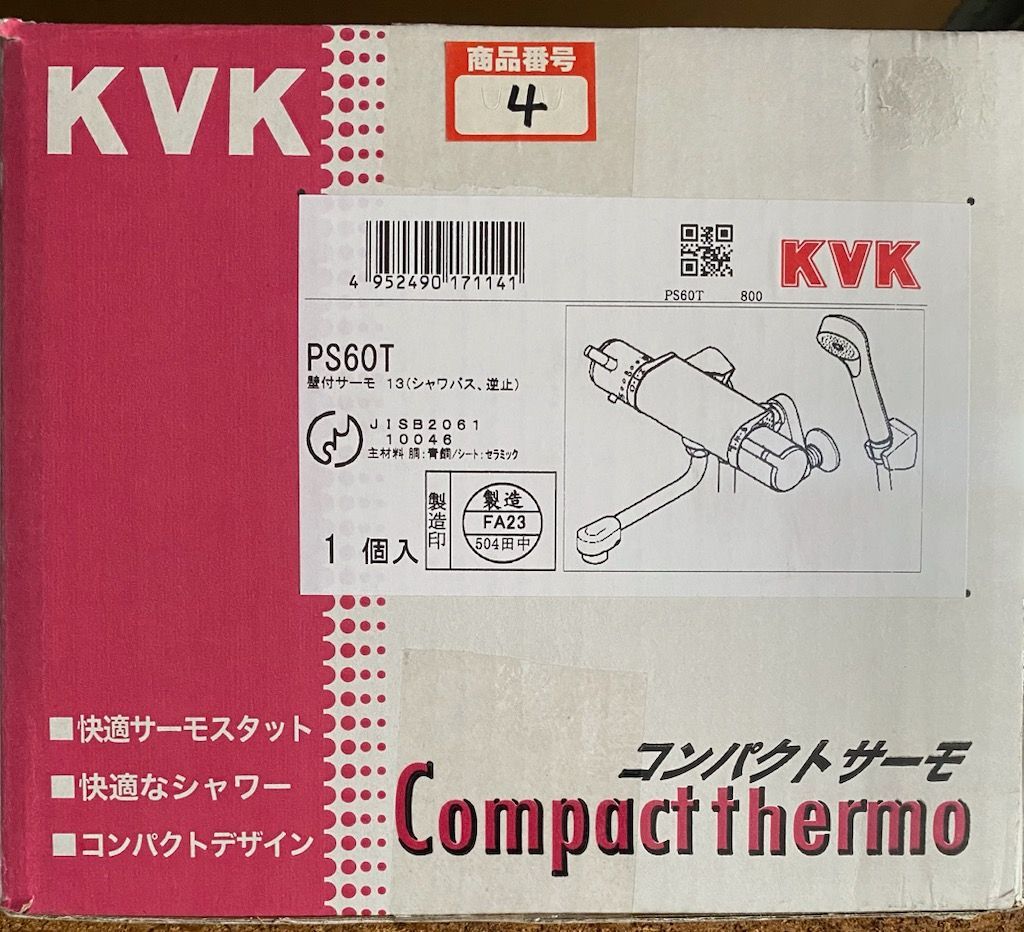 KVK
商品番号
4
4 952490 171141
PS60T 800
KVK
PS60T
壁付サーモ 13(シャワバス、逆止)
JISB2061
10046
主材料 胴:青銅/シート:セラミック
1 個入
製造印
製造
FA23
504田中
■快適サーモスタット
■快適なシャワー
■コンパクトデザイン
コンパクトサーモ
Compactthermo